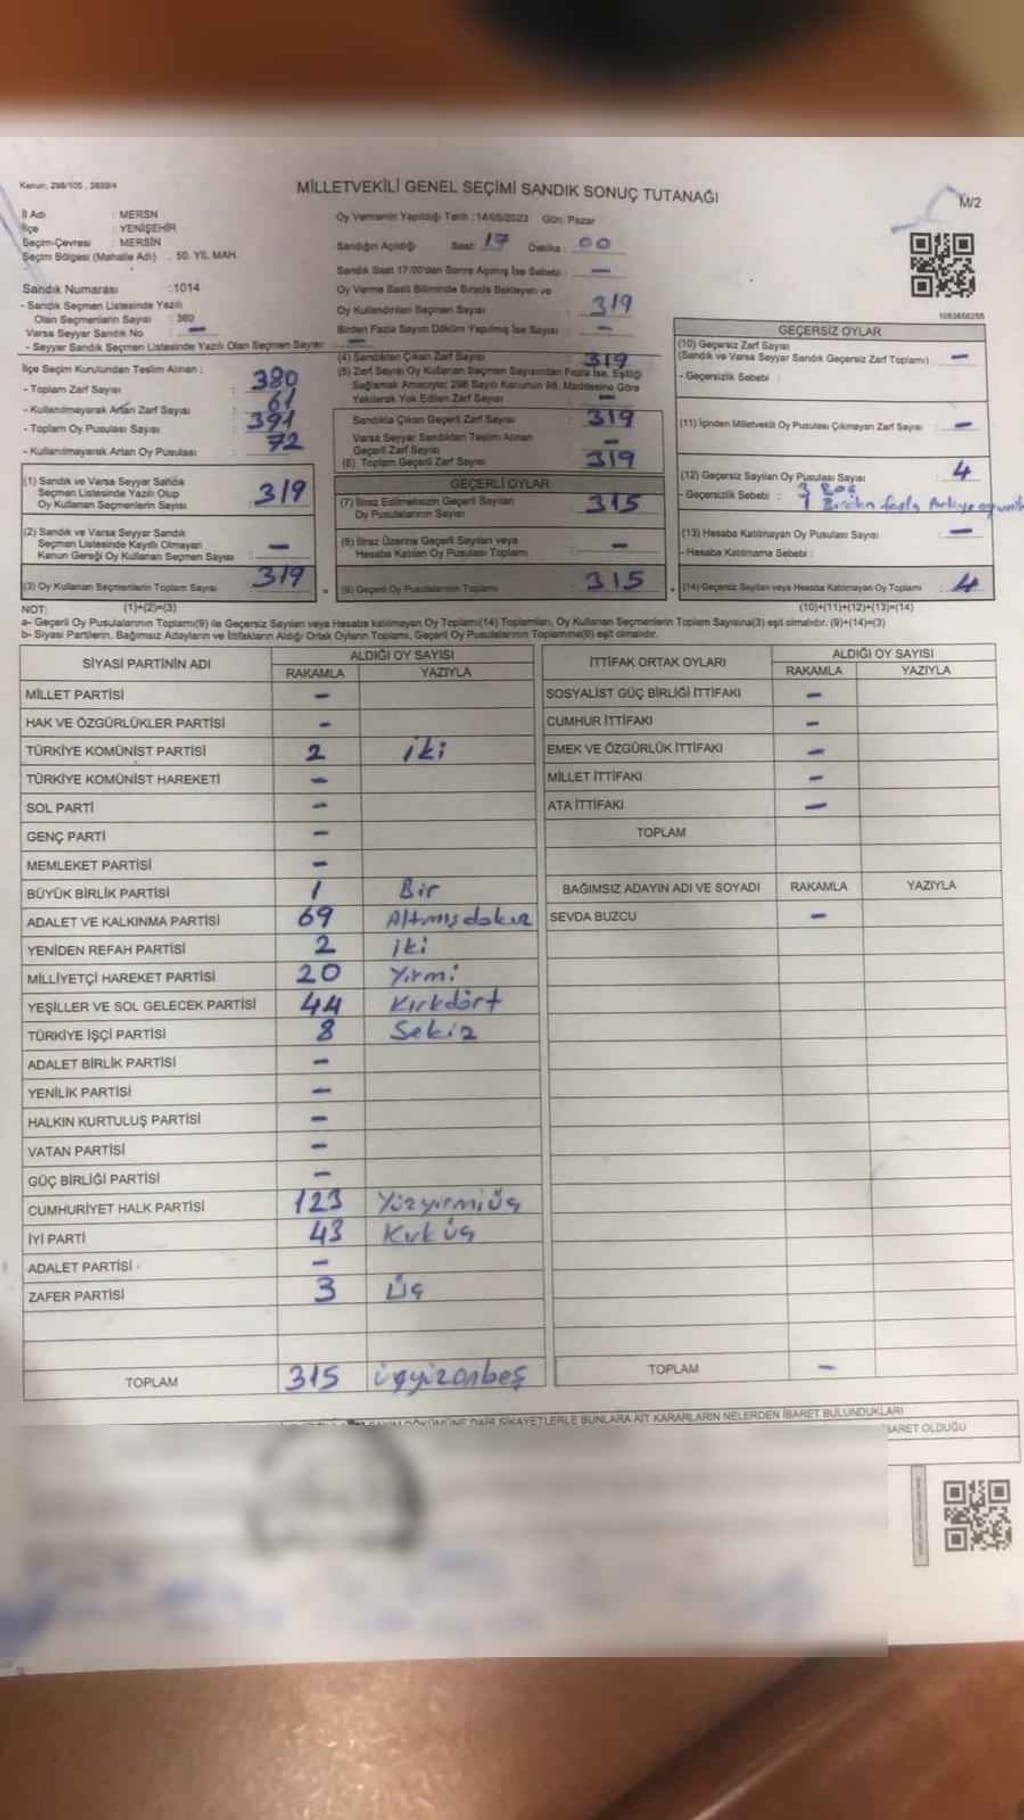 Kanun: 298/105 , 2839/4
MİLLETVEKİLİ GENEL SEÇİMİ SANDIK SONUÇ TUTANAĞI
M/2
İl Adı : MERSN
İlçe : YENİŞEHİR
Seçim Çevresi : MERSİN
Seçim Bölgesi (Mahalle Adı) : 50. YIL MAH.
Sandık Numarası :1014
- Sandık Seçmen Listesinde Yazılı
Olan Seçmenlerin Sayısı : 360
Varsa Seyyar Sandık No : -
- Seyyar Sandık Seçmen Listesinde Yazılı Olan Seçmen Sayısı: -
Oy Vermenin Yapıldığı Tarih : 14/05/2023 Gün: Pazar
Sandığın Açıldığı Saat: 17 Dakika : 00
Sandık Saat 17:00'den Sonra Açılmış İse Sebebi : -
Oy Verme Saati Bitiminde Sırada Bekleyen ve
Oy Kullandırılan Seçmen Sayısı : 319
Birden Fazla Sayım Döküm Yapılmış İse Sayısı : -
1083656255
İlçe Seçim Kurulundan Teslim Alınan :
- Toplam Zarf Sayısı : 380
- Kullanılmayarak Artan Zarf Sayısı : 61
- Toplam Oy Pusulası Sayısı : 391
- Kullanılmayarak Artan Oy Pusulası : 72
(1) Sandık ve Varsa Seyyar Sandık
Seçmen Listesinde Yazılı Olup
Oy Kullanan Seçmenlerin Sayısı : 319
(2) Sandık ve Varsa Seyyar Sandık
Seçmen Listesinde Kayıtlı Olmayan
Kanun Gereği Oy Kullanan Seçmen Sayısı : -
(3) Oy Kullanan Seçmenlerin Toplam Sayısı : 319
(4) Sandıktan Çıkan Zarf Sayısı : 319
(5) Zarf Sayısı Oy Kullanan Seçmen Sayısından Fazla İse, Eşitliği
Sağlamak Amacıyla; 298 Sayılı Kanunun 98. Maddesine Göre
Yakılarak Yok Edilen Zarf Sayısı : -
Sandıkta Çıkan Geçerli Zarf Sayısı : 319
Varsa Seyyar Sandıktan Teslim Alınan
Geçerli Zarf Sayısı : -
(6) Toplam Geçerli Zarf Sayısı : 319
GEÇERLİ OYLAR
(7) İtiraz Edilmeksizin Geçerli Sayılan
Oy Pusulalarının Sayısı : 315
(8) İtiraz Üzerine Geçerli Sayılan veya
Hesaba Katılan Oy Pusulası Toplamı : -
(9) Geçerli Oy Pusulalarının Toplamı : 315
GEÇERSİZ OYLAR
(10) Geçersiz Zarf Sayısı
(Sandık ve Varsa Seyyar Sandık Geçersiz Zarf Toplamı) : -
- Geçersizlik Sebebi :
(11) İçinden Milletvekili Oy Pusulası Çıkmayan Zarf Sayısı : -
(12) Geçersiz Sayılan Oy Pusulası Sayısı : 4
- Geçersizlik Sebebi : 3 Boş
1 Birden fazla
(13) Hesaba Katılmayan Oy Pusulası Sayısı : -
- Hesaba Katılmama Sebebi :
(14) Geçersiz Sayılan veya Hesaba Katılmayan Oy Toplamı : 4
NOT: (1)+(2)=(3) (10)+(11)+(12)+(13)=(14)
a- Geçerli Oy Pusulalarının Toplamı(9) ile Geçersiz Sayılan veya Hesaba katılmayan Oy Toplamı(14) Toplamları, Oy Kullanan Seçmenlerin Toplam Sayısına(3) eşit olmalıdır. (9)+(14)=(3)
b- Siyasi Partilerin, Bağımsız Adayların ve İttifakların Aldığı Ortak Oyların Toplamı, Geçerli Oy Pusulalarının Toplamına(9) eşit olmalıdır.
SİYASİ PARTİNİN ADI ALDIĞI OY SAYISI
RAKAMLA YAZIYLA
MİLLET PARTİSİ -
HAK VE ÖZGÜRLÜKLER PARTİSİ -
TÜRKİYE KOMÜNİST PARTİSİ 2 iki
TÜRKİYE KOMÜNİST HAREKETİ -
SOL PARTİ -
GENÇ PARTİ -
MEMLEKET PARTİSİ -
BÜYÜK BİRLİK PARTİSİ 1 Bir
ADALET VE KALKINMA PARTİSİ 69 Altmışdokuz
YENİDEN REFAH PARTİSİ 2 iki
MİLLİYETÇİ HAREKET PARTİSİ 20 Yirmi
YEŞİLLER VE SOL GELECEK PARTİSİ 44 Kırkdört
TÜRKİYE İŞÇİ PARTİSİ 8 Sekiz
ADALET BİRLİK PARTİSİ -
YENİLİK PARTİSİ -
HALKIN KURTULUŞ PARTİSİ -
VATAN PARTİSİ -
GÜÇ BİRLİĞİ PARTİSİ -
CUMHURİYET HALK PARTİSİ 123 Yüzyirmiüç
İYİ PARTİ 43 Kırküç
ADALET PARTİSİ -
ZAFER PARTİSİ 3 Üç
TOPLAM 315 üçyüzonbeş
İTTİFAK ORTAK OYLARI ALDIĞI OY SAYISI
RAKAMLA YAZIYLA
SOSYALİST GÜÇ BİRLİĞİ İTTİFAKI -
CUMHUR İTTİFAKI -
EMEK VE ÖZGÜRLÜK İTTİFAKI -
MİLLET İTTİFAKI -
ATA İTTİFAKI -
TOPLAM
BAĞIMSIZ ADAYIN ADI VE SOYADI RAKAMLA YAZIYLA
SEVDA BUZCU -
TOPLAM -
DÖKÜMÜNE DAİR ŞİKAYETLERLE BUNLARA AİT KARARLARIN NELERDEN İBARET BULUNDUKLARI
İBARET OLDUĞU